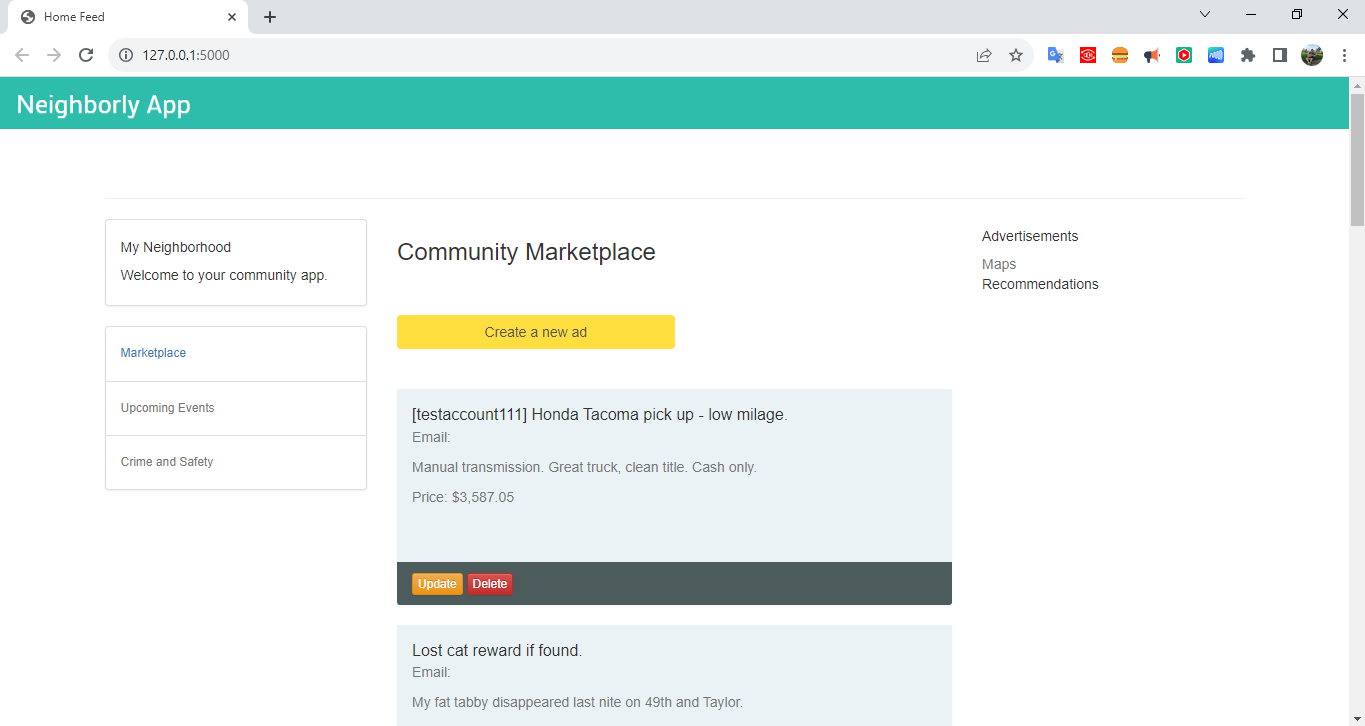 Home Feed
127.0.0.1:5000
Neighborly App
My Neighborhood
Welcome to your community app.
Marketplace
Upcoming Events
Crime and Safety
Community Marketplace
Create a new ad
[testaccount111] Honda Tacoma pick up - low milage.
Email:
Manual transmission. Great truck, clean title. Cash only.
Price: $3,587.05
Update Delete
Lost cat reward if found.
Email:
My fat tabby disappeared last nite on 49th and Taylor.
Advertisements
Maps
Recommendations